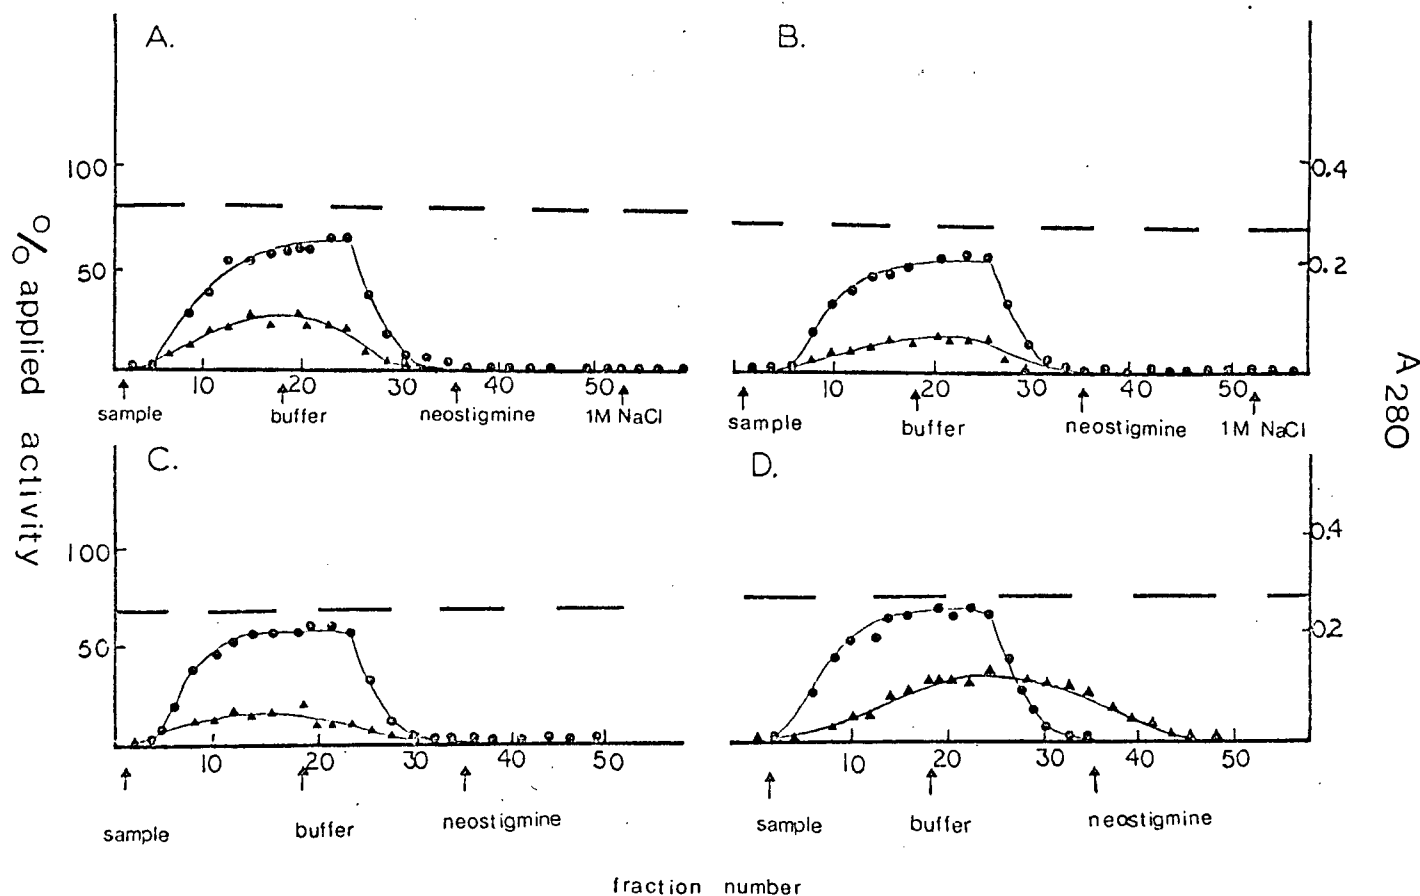 A.
100
50
10
20
30
40
50
sample
buffer
neostigmine
1M NaCl
B.
0.4
0.2
10
20
30
40
50
sample
buffer
neostigmine
1M NaCl
C.
100
50
10
20
30
40
50
sample
buffer
neostigmine
D.
0.4
0.2
10
20
30
40
50
sample
buffer
neostigmine
% applied activity
A280
fraction number